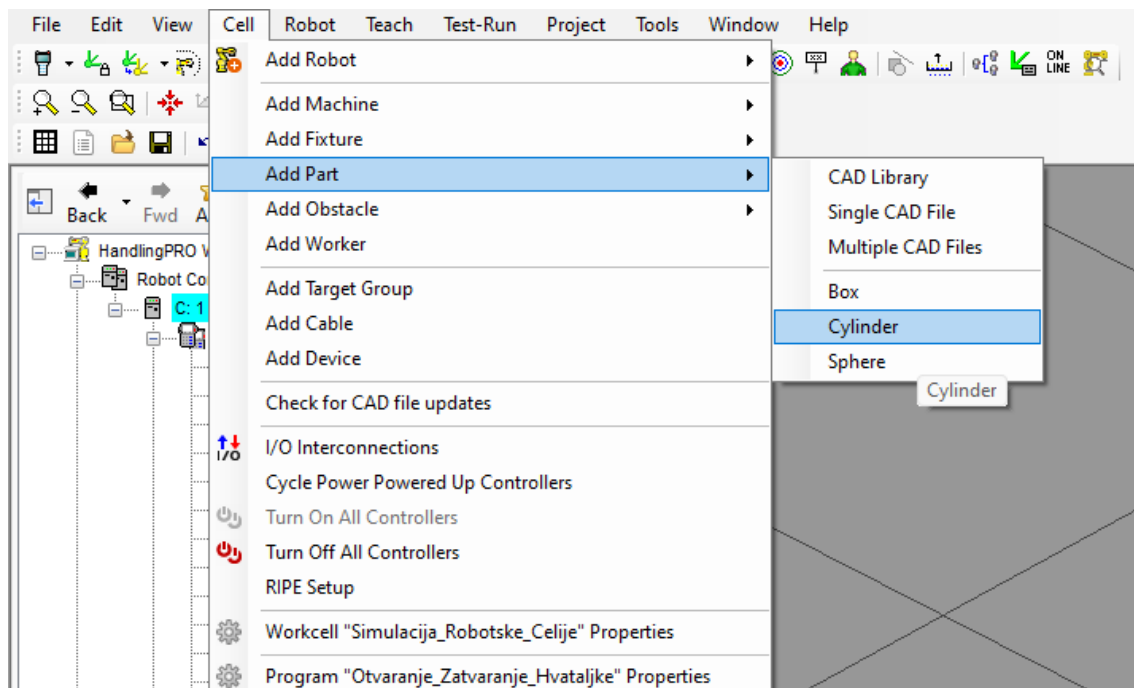 File Edit View Cell Robot Teach Test-Run Project Tools Window Help
ON
LINE
Back Fwd
HandlingPRO
Robot Co
C: 1
Add Robot
Add Machine
Add Fixture
Add Part
Add Obstacle
Add Worker
Add Target Group
Add Cable
Add Device
Check for CAD file updates
I/O
I/O Interconnections
Cycle Power Powered Up Controllers
Turn On All Controllers
Turn Off All Controllers
RIPE Setup
Workcell "Simulacija_Robotske_Celije" Properties
Program "Otvaranje_Zatvaranje_Hvataljke" Properties
CAD Library
Single CAD File
Multiple CAD Files
Box
Cylinder
Sphere
Cylinder